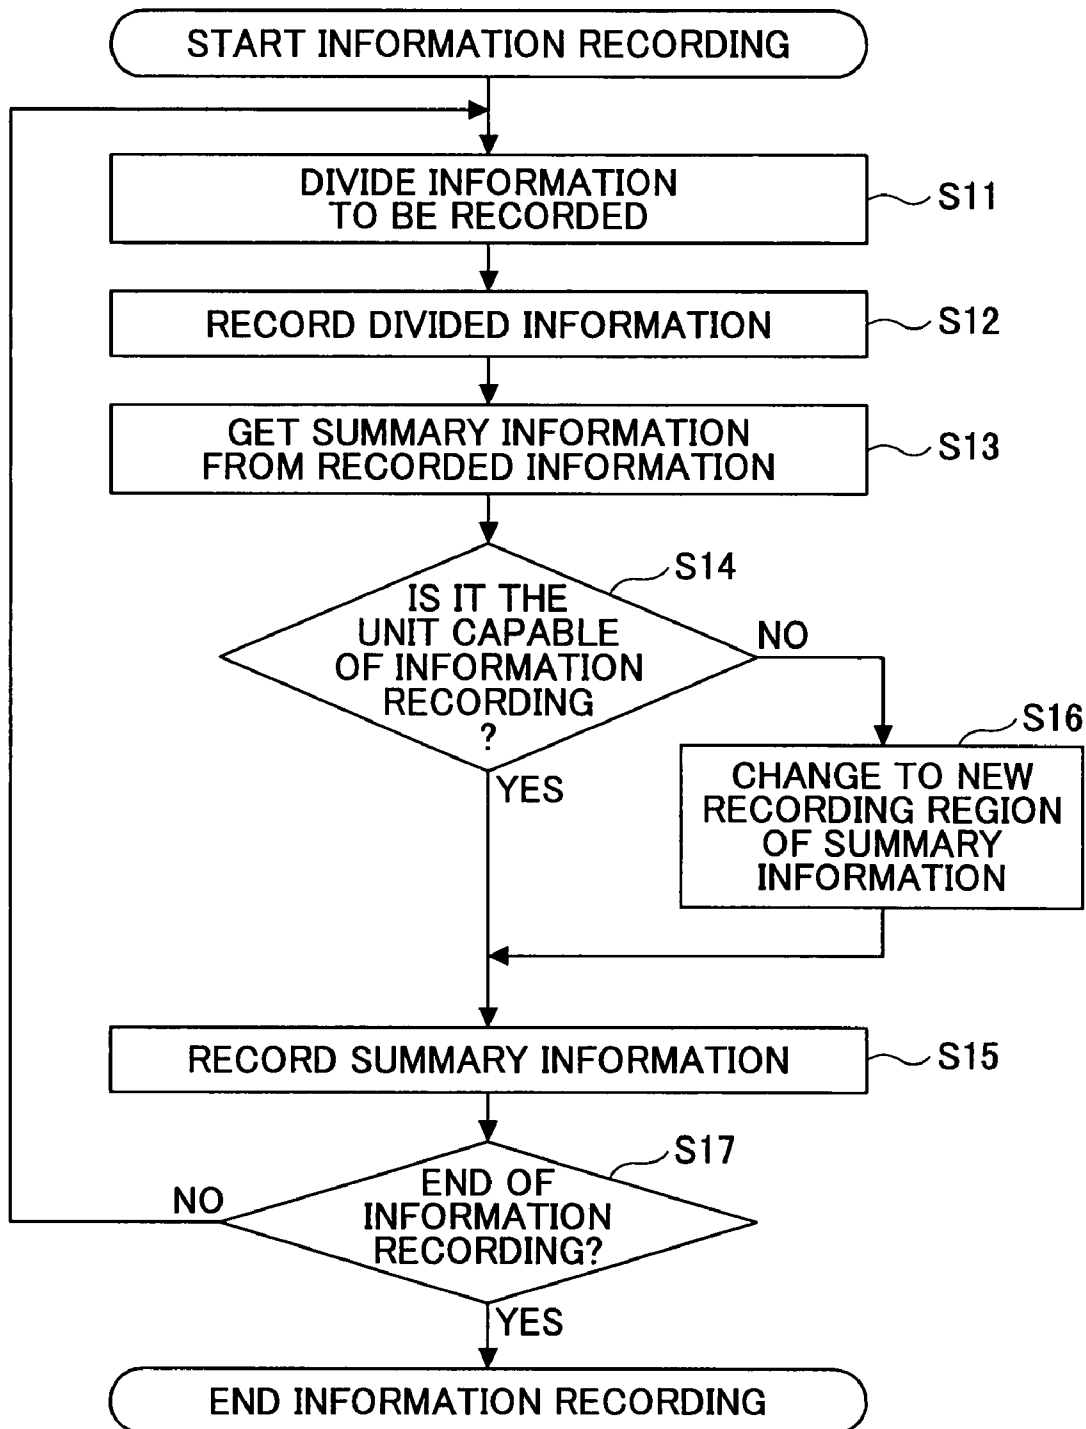 START INFORMATION RECORDING
DIVIDE INFORMATION
TO BE RECORDED
S11
RECORD DIVIDED INFORMATION
S12
GET SUMMARY INFORMATION
FROM RECORDED INFORMATION
S13
S14
IS IT THE
UNIT CAPABLE
OF INFORMATION
RECORDING
?
NO
YES
S16
CHANGE TO NEW
RECORDING REGION
OF SUMMARY
INFORMATION
RECORD SUMMARY INFORMATION
S15
S17
END OF
INFORMATION
RECORDING?
NO
YES
END INFORMATION RECORDING